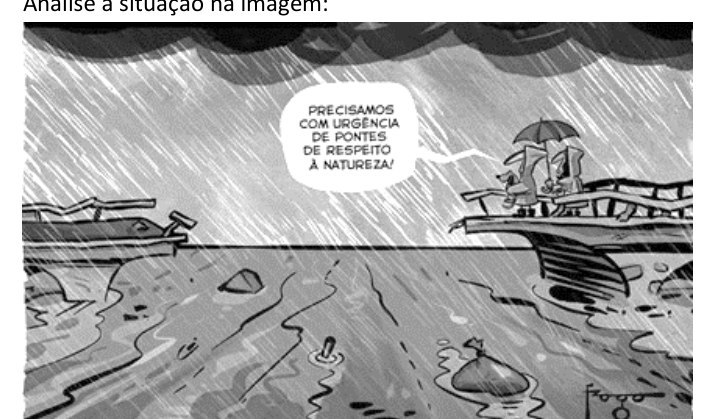 Analise a situação na imagem:
PRECISAMOS
COM URGÊNCIA
DE PONTES
DE RESPEITO
À NATUREZA!